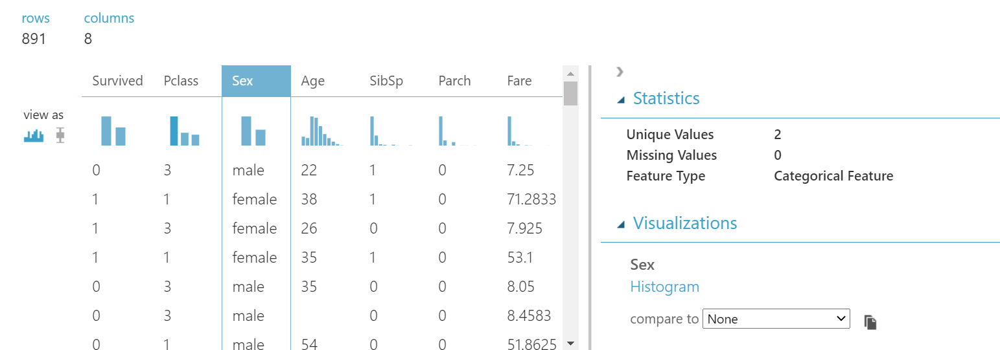 rows columns
891 8
Survived Pclass Sex Age SibSp Parch Fare
view as
0 3 male 22 1 0 7.25
1 1 female 38 1 0 71.2833
1 3 female 26 0 0 7.925
1 1 female 35 1 0 53.1
0 3 male 35 0 0 8.05
0 3 male 0 0 8.4583
0 1 male 54 0 0 51.8625
Statistics
Unique Values 2
Missing Values 0
Feature Type Categorical Feature
Visualizations
Sex
Histogram
compare to None